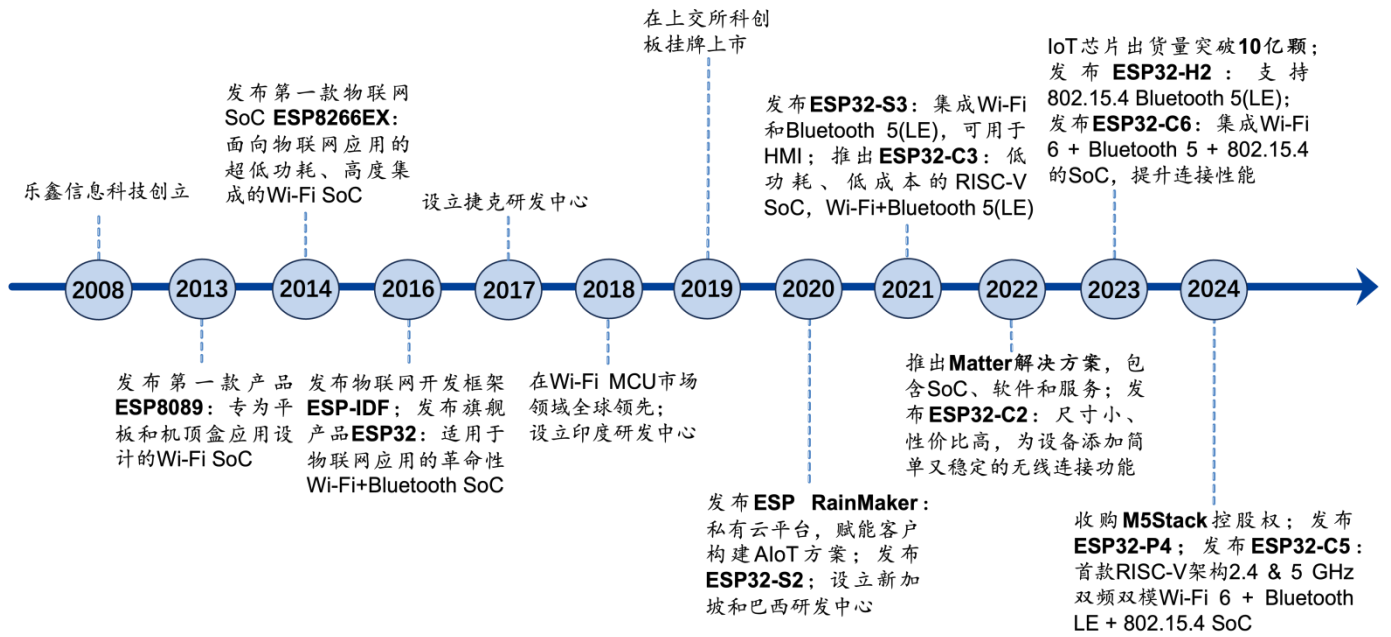 乐鑫信息科技创立
2008
2013
发布第一款产品
ESP8089：专为平
板和机顶盒应用设
计的Wi-Fi SoC
发布第一款物联网
SoC ESP8266EX：
面向物联网应用的
超低功耗、高度集
成的Wi-Fi SoC
2014
2016
发布物联网开发框架
ESP-IDF；发布旗舰
产品ESP32：适用于
物联网应用的革命性
Wi-Fi+Bluetooth SoC
设立捷克研发中心
2017
2018
在Wi-Fi MCU市场
领域全球领先；
设立印度研发中心
在上交所科创
板挂牌上市
2019
2020
发布ESP RainMaker：
私有云平台，赋能客户
构建AIoT方案；发布
ESP32-S2；设立新加
坡和巴西研发中心
发布ESP32-S3：集成Wi-Fi
和Bluetooth 5(LE)，可用于
HMI；推出ESP32-C3：低
功耗、低成本的RISC-V
SoC，Wi-Fi+Bluetooth 5(LE)
2021
2022
推出Matter解决方案，包
含SoC、软件和服务；发
布ESP32-C2：尺寸小、
性价比高，为设备添加简
单又稳定的无线连接功能
IoT芯片出货量突破10亿颗；
发布ESP32-H2：支持
802.15.4 Bluetooth 5(LE)；
发布ESP32-C6：集成Wi-Fi
6 + Bluetooth 5 + 802.15.4
的SoC，提升连接性能
2023
2024
收购M5Stack控股权；发布
ESP32-P4；发布ESP32-C5：
首款RISC-V架构2.4 & 5 GHz
双频双模Wi-Fi 6 + Bluetooth
LE + 802.15.4 SoC